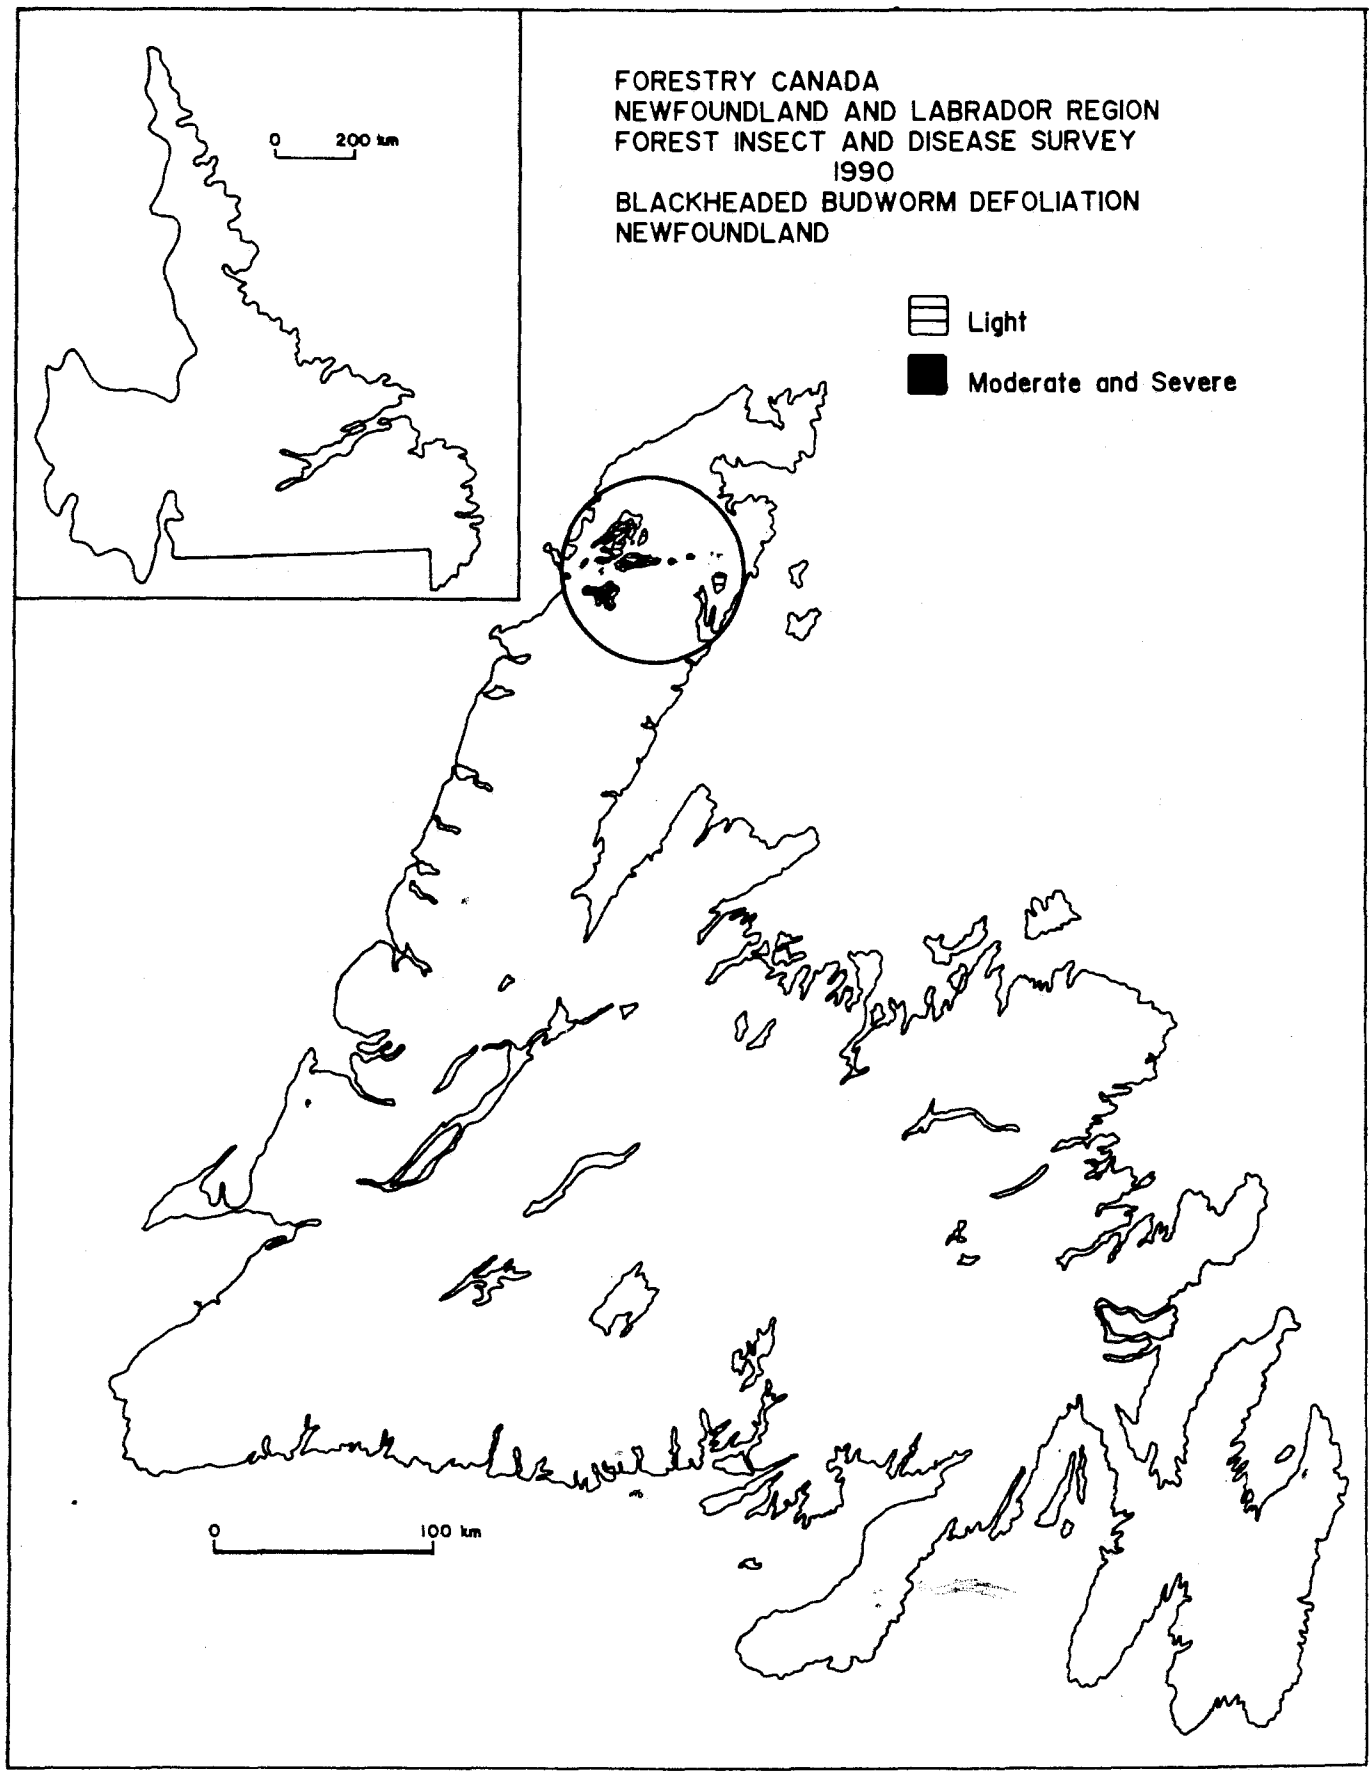 0 200 km
FORESTRY CANADA
NEWFOUNDLAND AND LABRADOR REGION
FOREST INSECT AND DISEASE SURVEY
1990
BLACKHEADED BUDWORM DEFOLIATION
NEWFOUNDLAND
Light
Moderate and Severe
0 100 km